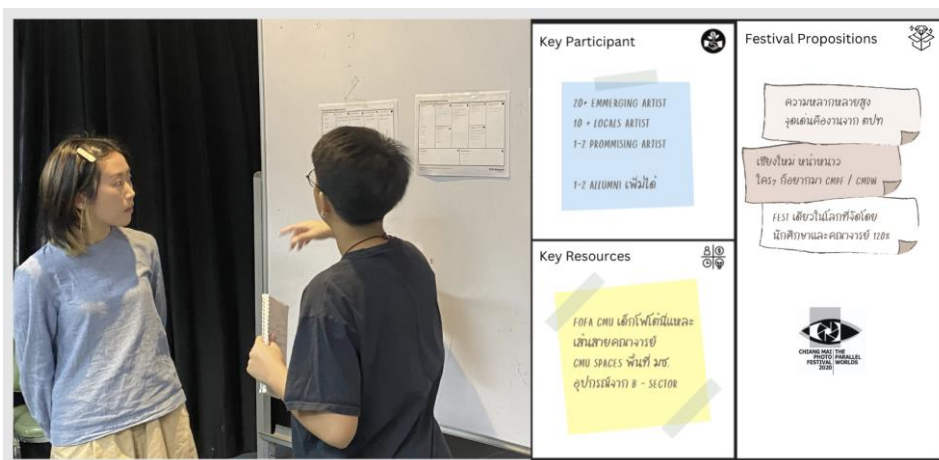 Key Participant
20+ EMMERGING ARTIST
10 + LOCALS ARTIST
1-2 PROMMISING ARTIST
1-2 ALLUMNI เพิ่มได้
Key Resources
FOFA CMU เด็กโฟโต้นี่แหละ
เส้นสายคณาจารย์
CMU SPACES พื้นที่ มช.
อุปกรณ์จาก B - SECTOR
Festival Propositions
ความหลากหลายสูง
จุดเด่นคืองานจาก ตปท
เชียงใหม่ หน้าหนาว
ใครๆ ก็อยากมา CMPF / CMDW
FEST เดียวในโลกที่จัดโดย
นักศึกษาและคณาจารย์ 120%
CHIANG MAI THE
PHOTO PARALLEL
FESTIVAL WORLDS
2020